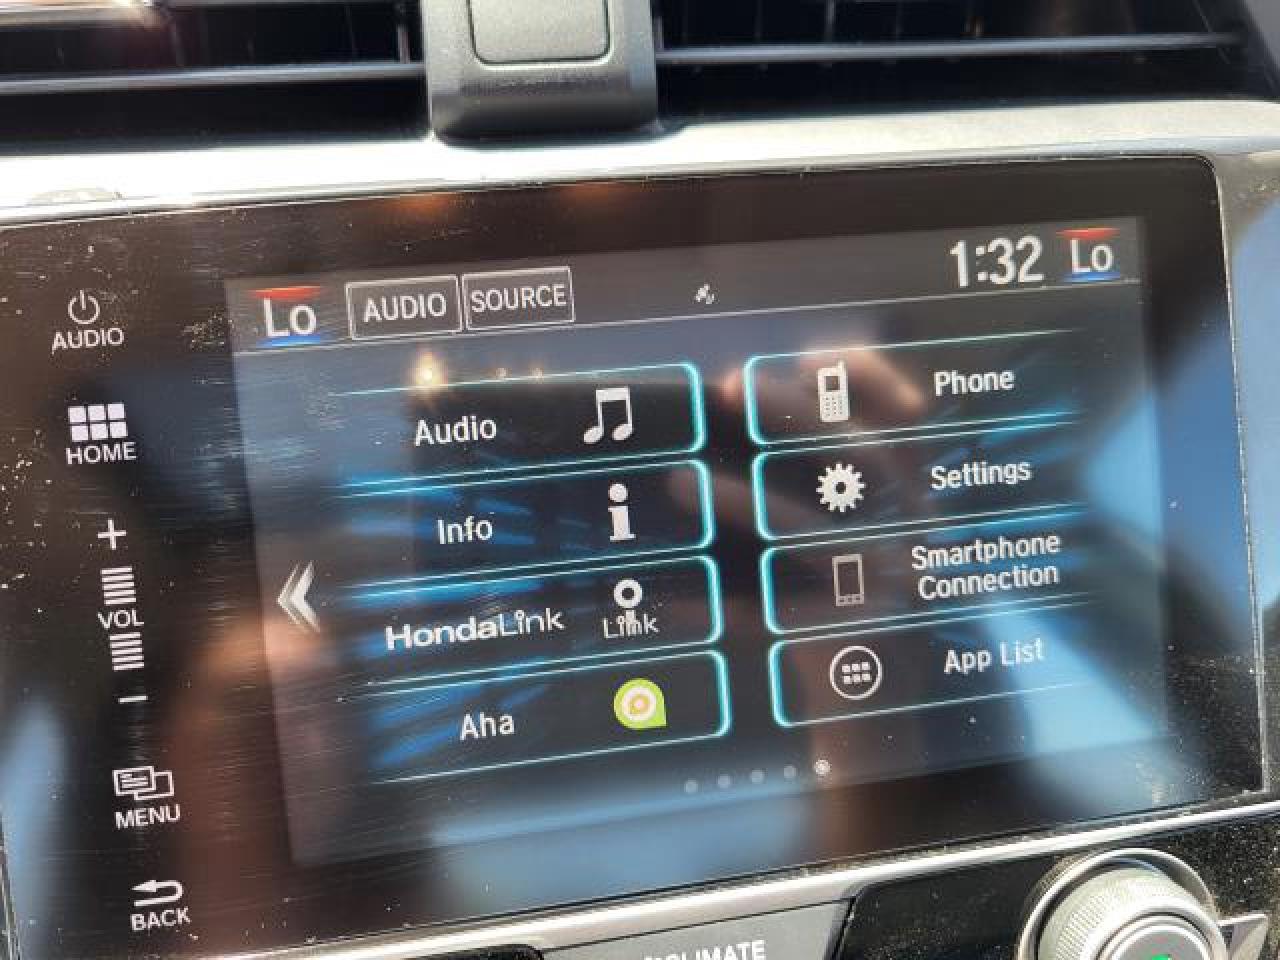 AUDIO
HOME
+
VOL
-
MENU
BACK
Lo AUDIO SOURCE 1:32 Lo
Audio
Info
HondaLink Link
Aha
Phone
Settings
Smartphone
Connection
App List
CLIMATE